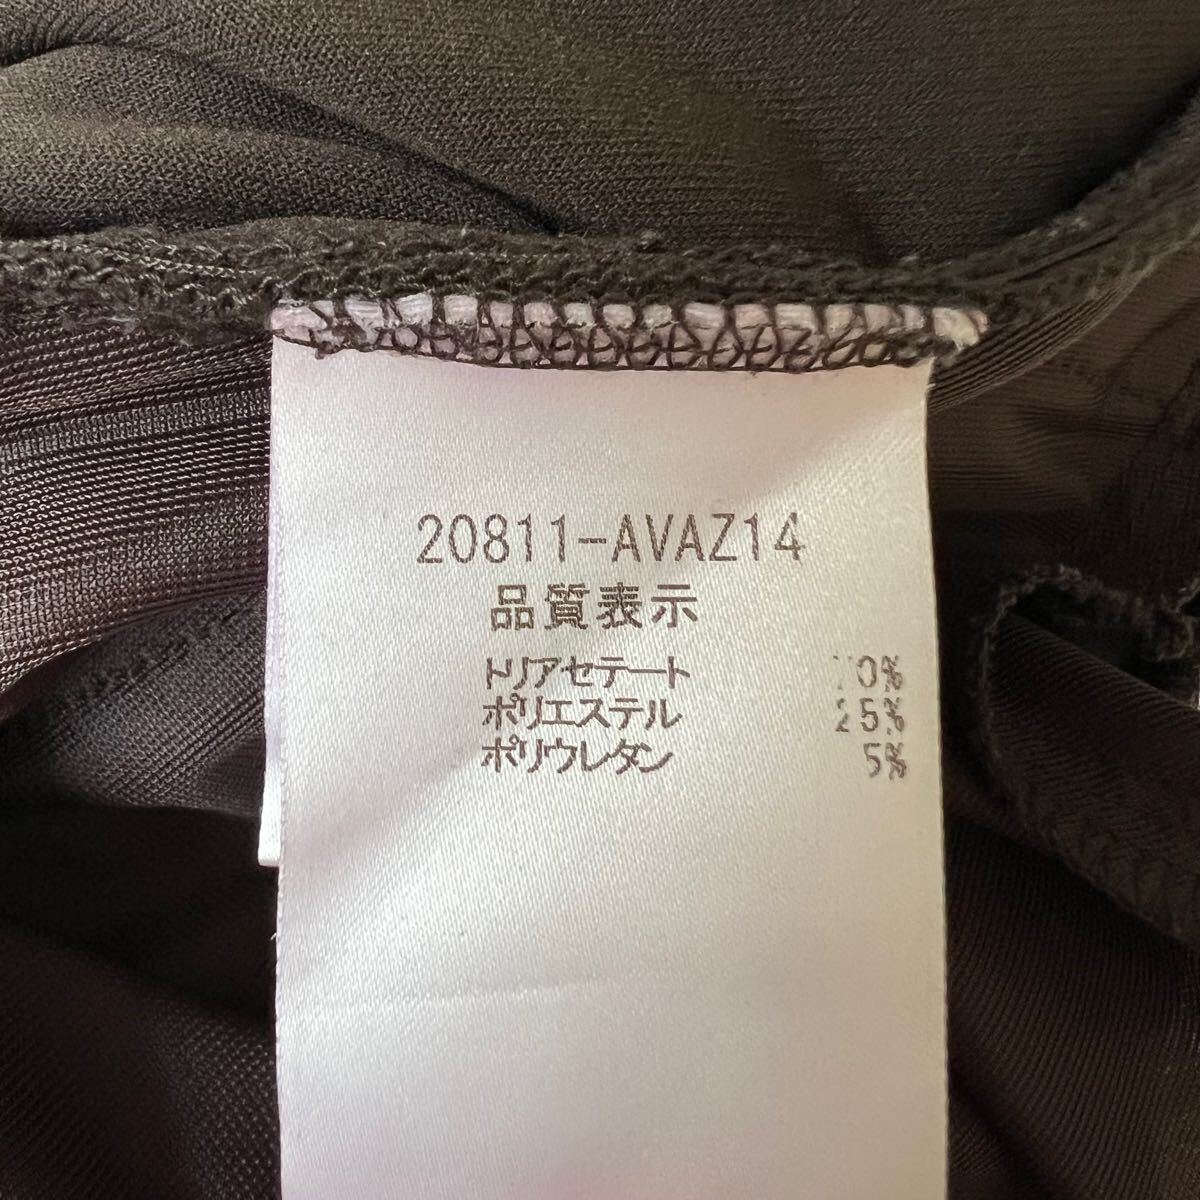 20811-AVAZ14
品質表示
トリアセテート 70%
ポリエステル 25%
ポリウレタン 5%